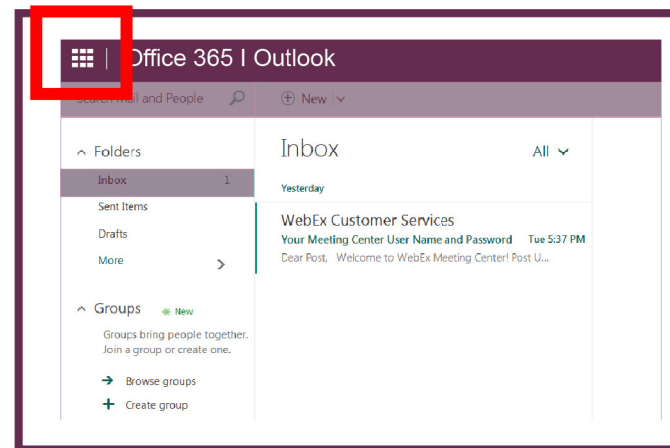 Office 365 I Outlook
Search Mail and People
New
Folders
Inbox 1
Sent Items
Drafts
More
Groups New
Groups bring people together.
Join a group or create one.
Browse groups
Create group
Inbox All
Yesterday
WebEx Customer Services
Your Meeting Center User Name and Password Tue 5:37 PM
Dear Post, Welcome to WebEx Meeting Center! Post U...